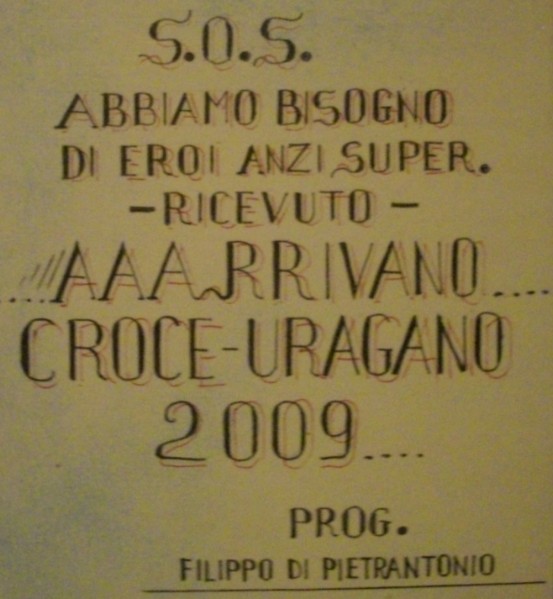 S.O.S.
ABBIAMO BISOGNO
DI EROI ANZI SUPER.
-RICEVUTO -
....AAARRIVANO....
CROCE-URAGANO
2009....
PROG.
FILIPPO DI PIETRANTONIO